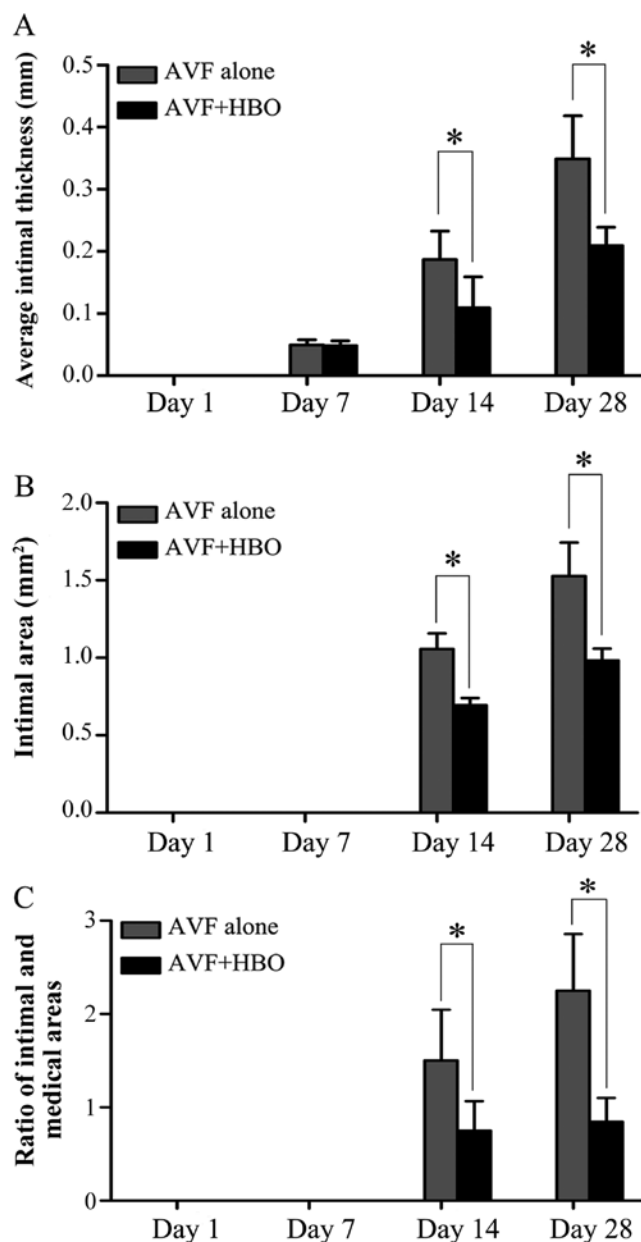 A
Average intimal thickness (mm)
0.5
0.4
0.3
0.2
0.1
0.0
AVF alone
AVF+HBO
*
*
Day 1 Day 7 Day 14 Day 28
B
Intimal area (mm²)
2.0
1.5
1.0
0.5
0.0
AVF alone
AVF+HBO
*
*
Day 1 Day 7 Day 14 Day 28
C
Ratio of intimal and
medical areas
3
2
1
0
AVF alone
AVF+HBO
*
*
Day 1 Day 7 Day 14 Day 28